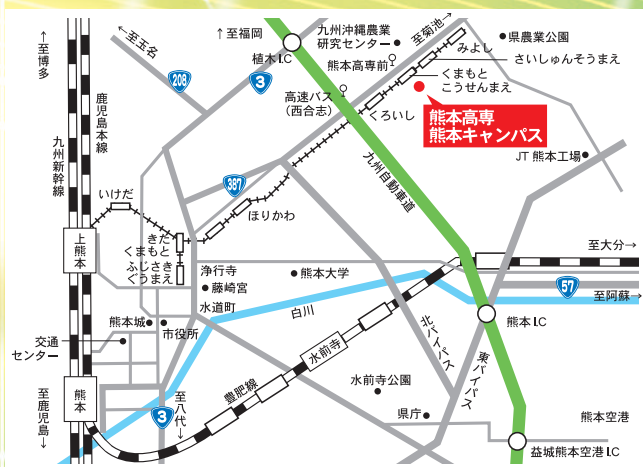 ←至玉名
↑至福岡
植木I.C
九州沖縄農業
研究センター
至菊池→
みよし
県農業公園
さいしゅんそうまえ
熊本高専前
くまもと
こうせんまえ
208
3
高速バス
(西合志)
くろいし
熊本高専
熊本キャンパス
←至博多
鹿児島本線
九州新幹線
387
九州自動車道
JT 熊本工場
いけだ
ほりかわ
上熊本
きた
くまもと
ふじさき
ぐうまえ
浄行寺
藤崎宮
水道町
熊本大学
至大分→
57
至阿蘇→
白川
熊本城
市役所
交通
センター
北バイパス
東バイパス
熊本I.C
水前寺
豊肥線
水前寺公園
県庁
熊本
至鹿児島→
3
至八代→
熊本空港
益城熊本空港I.C